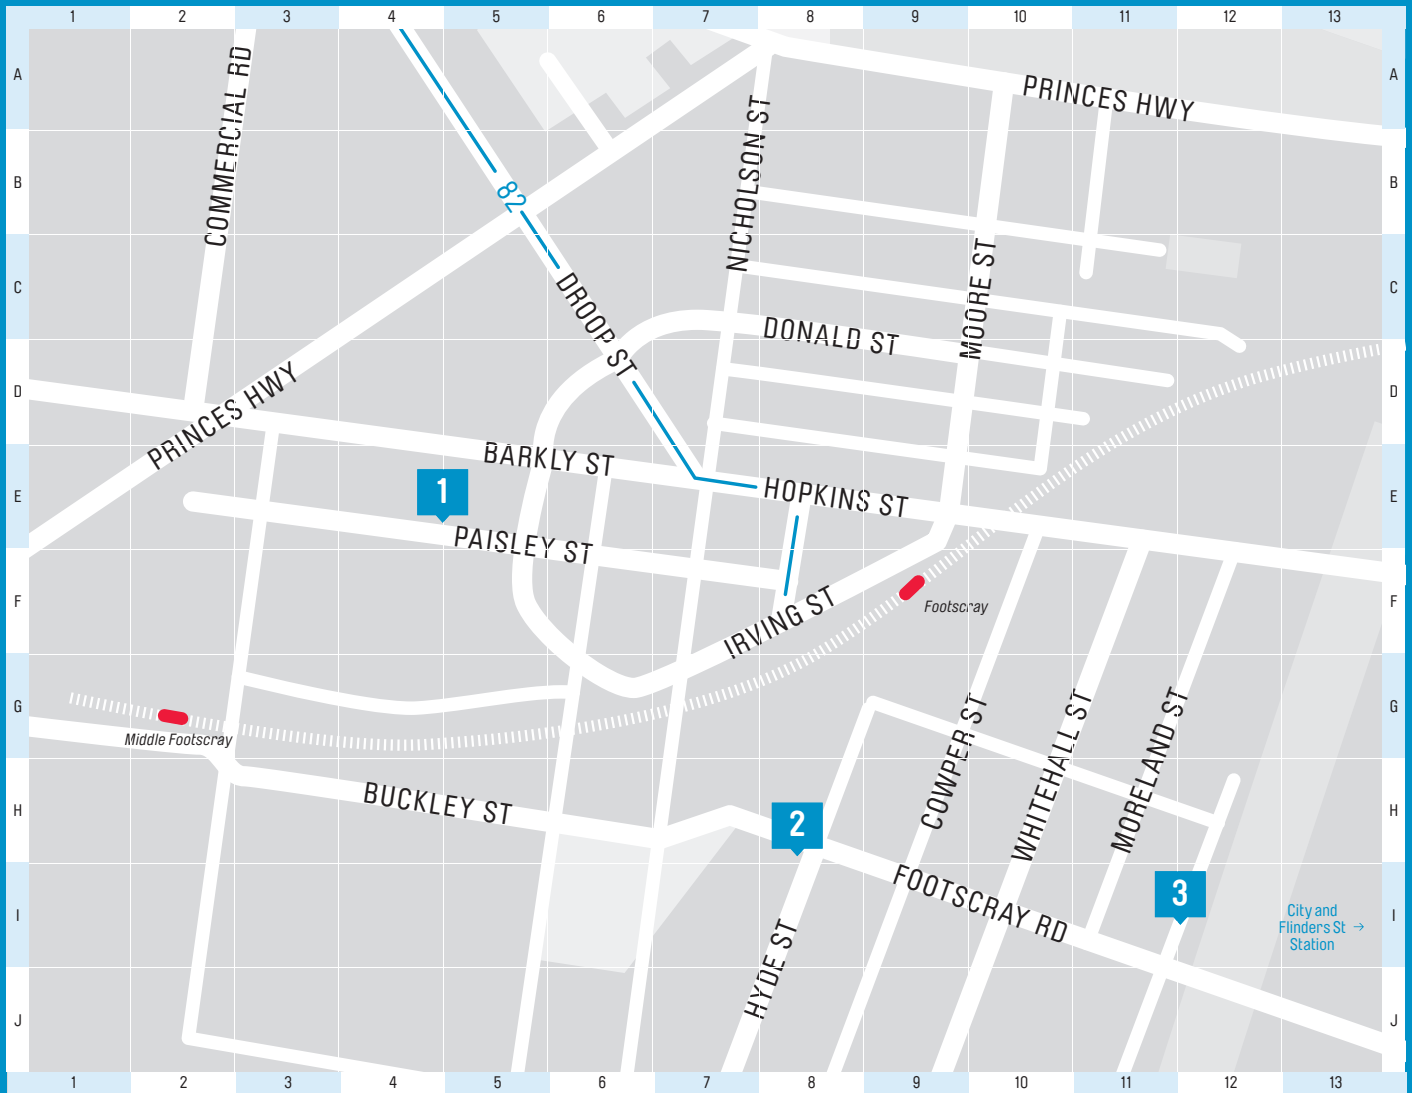 1 2 3 4 5 6 7 8 9 10 11 12 13
A
A
PRINCES HWY
COMMERCIAL RD
NICHOLSON ST
B
82
B
C
DROOP ST
MOORE ST
C
DONALD ST
D
PRINCES HWY
D
BARKLY ST
E
1
HOPKINS ST
E
PAISLEY ST
F
IRVING ST
Footscray
F
G
Middle Footscray
COWPER ST
WHITEHALL ST
MORELAND ST
G
H
BUCKLEY ST
2
H
FOOTSCRAY RD
3
I
City and
Flinders St →
Station
I
HYDE ST
J
J
1 2 3 4 5 6 7 8 9 10 11 12 13